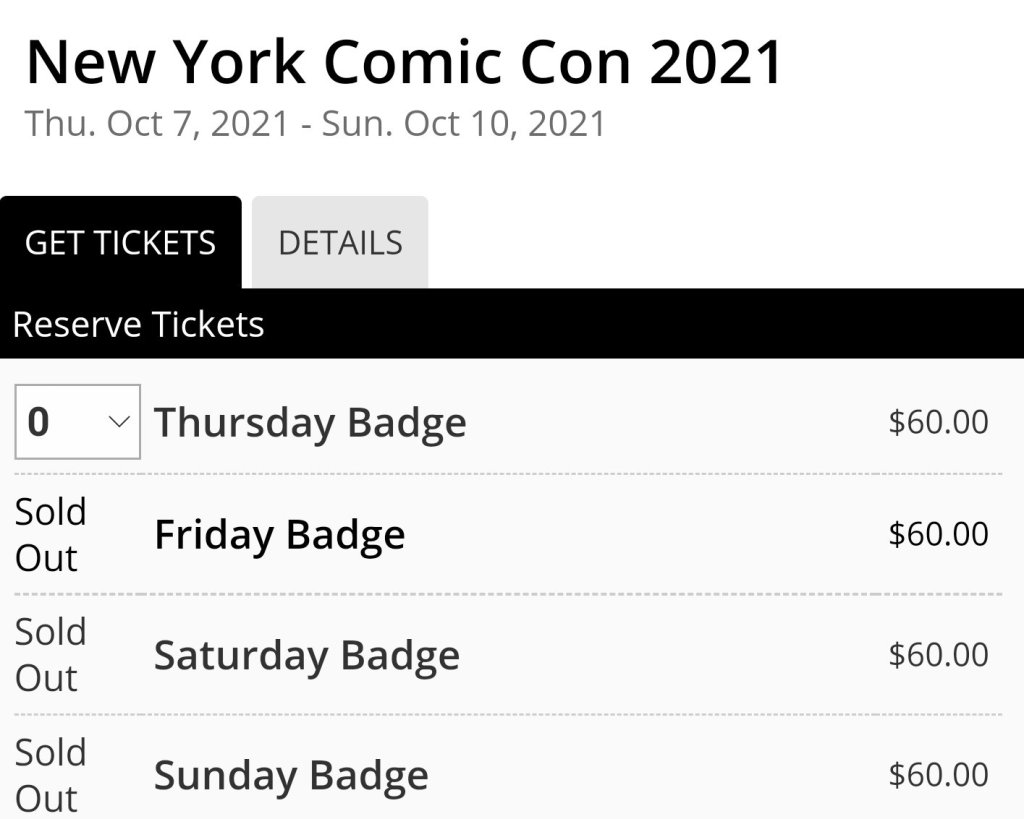 New York Comic Con 2021
Thu. Oct 7, 2021 - Sun. Oct 10, 2021
GET TICKETS DETAILS
Reserve Tickets
0 Thursday Badge $60.00
Sold Out Friday Badge $60.00
Sold Out Saturday Badge $60.00
Sold Out Sunday Badge $60.00